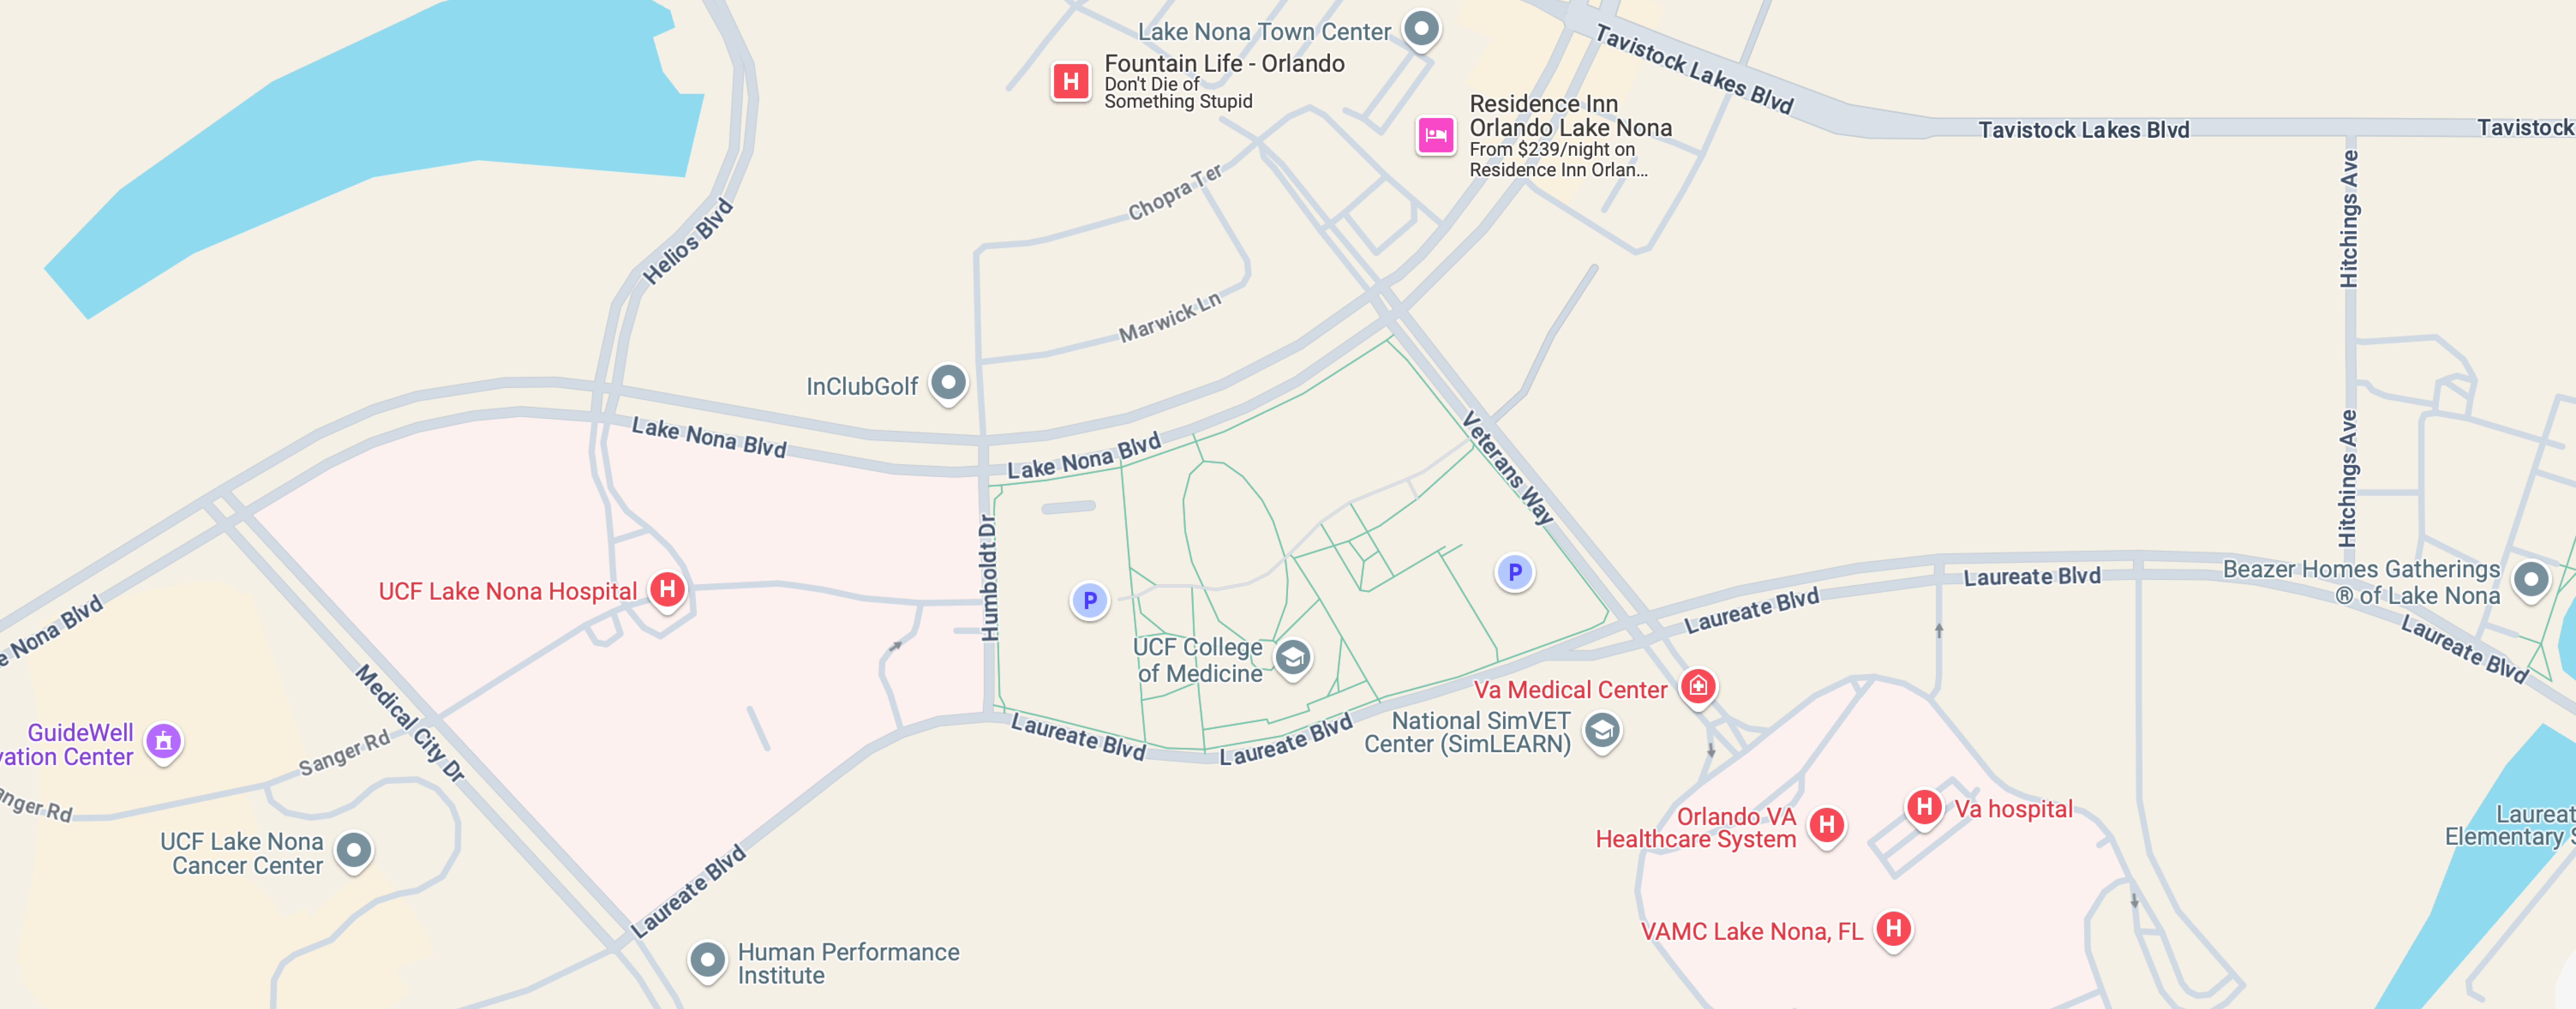 Lake Nona Town Center
Fountain Life - Orlando
Don't Die of
Something Stupid
Tavistock Lakes Blvd
Residence Inn
Orlando Lake Nona
From $239/night on
Residence Inn Orlan...
Tavistock Lakes Blvd
Tavistock
Hitchings Ave
Chopra Ter
Helios Blvd
Marwick Ln
InClubGolf
Lake Nona Blvd
Lake Nona Blvd
Veterans Way
Hitchings Ave
Humboldt Dr
UCF Lake Nona Hospital
H
P
P
Laureate Blvd
Laureate Blvd
Beazer Homes Gatherings
® of Lake Nona
Laureate Blvd
e Nona Blvd
UCF College
of Medicine
Va Medical Center
National SimVET
Center (SimLEARN)
Medical City Dr
GuideWell
vation Center
Sanger Rd
anger Rd
Laureate Blvd
Laureate Blvd
Orlando VA
Healthcare System
H
H
Va hospital
Laureat
Elementary S
UCF Lake Nona
Cancer Center
Laureate Blvd
VAMC Lake Nona, FL
H
Human Performance
Institute
H